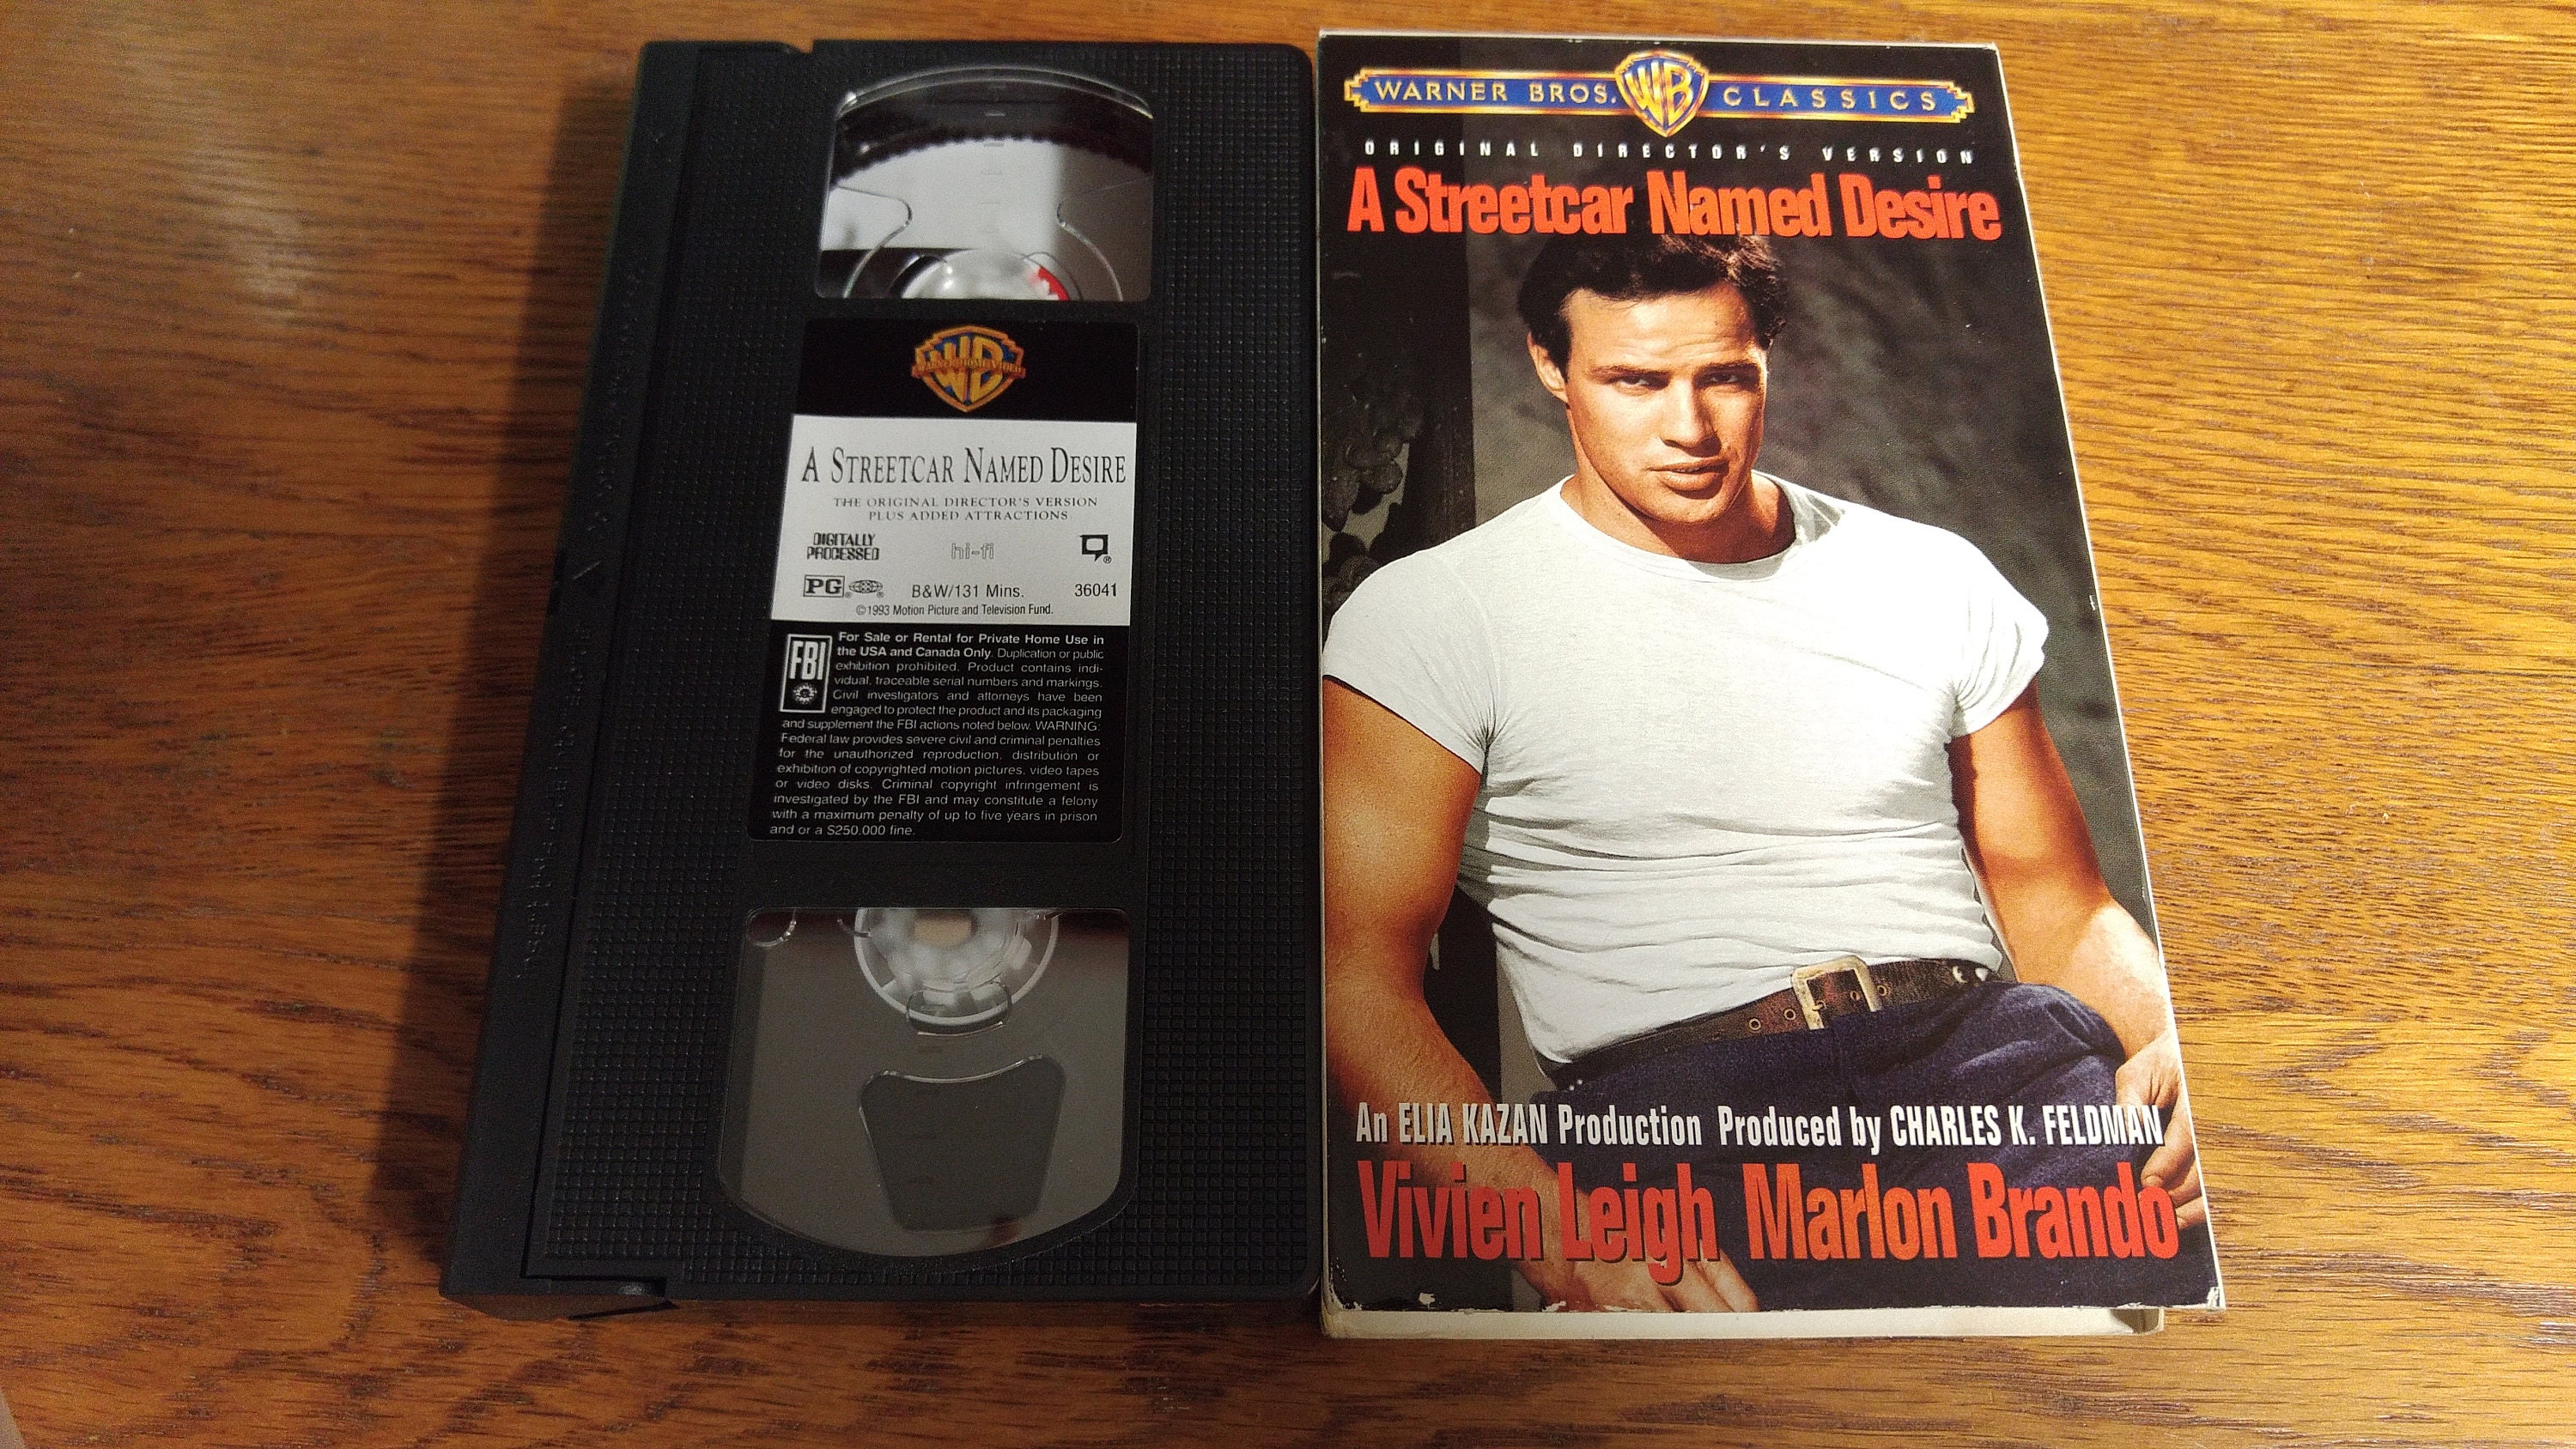 WARNER HOME VIDEO
A STREETCAR NAMED DESIRE
THE ORIGINAL DIRECTOR'S VERSION
PLUS ADDED ATTRACTIONS
DIGITALLY
PROCESSED
hi-fi
PG
B&W/131 Mins.
36041
©1993 Motion Picture and Television Fund.
FBI
For Sale or Rental for Private Home Use in
the USA and Canada Only. Duplication or public
exhibition prohibited. Product contains indi-
vidual, traceable serial numbers and markings.
Civil investigators and attorneys have been
engaged to protect the product and its packaging
and supplement the FBI actions noted below. WARNING:
Federal law provides severe civil and criminal penalties
for the unauthorized reproduction, distribution or
exhibition of copyrighted motion pictures, video tapes
or video disks. Criminal copyright infringement is
investigated by the FBI and may constitute a felony
with a maximum penalty of up to five years in prison
and or a $250.000 fine.
WARNER BROS. WB CLASSICS
ORIGINAL DIRECTOR'S VERSION
A Streetcar Named Desire
An ELIA KAZAN Production Produced by CHARLES K. FELDMAN
Vivien Leigh Marlon Brando